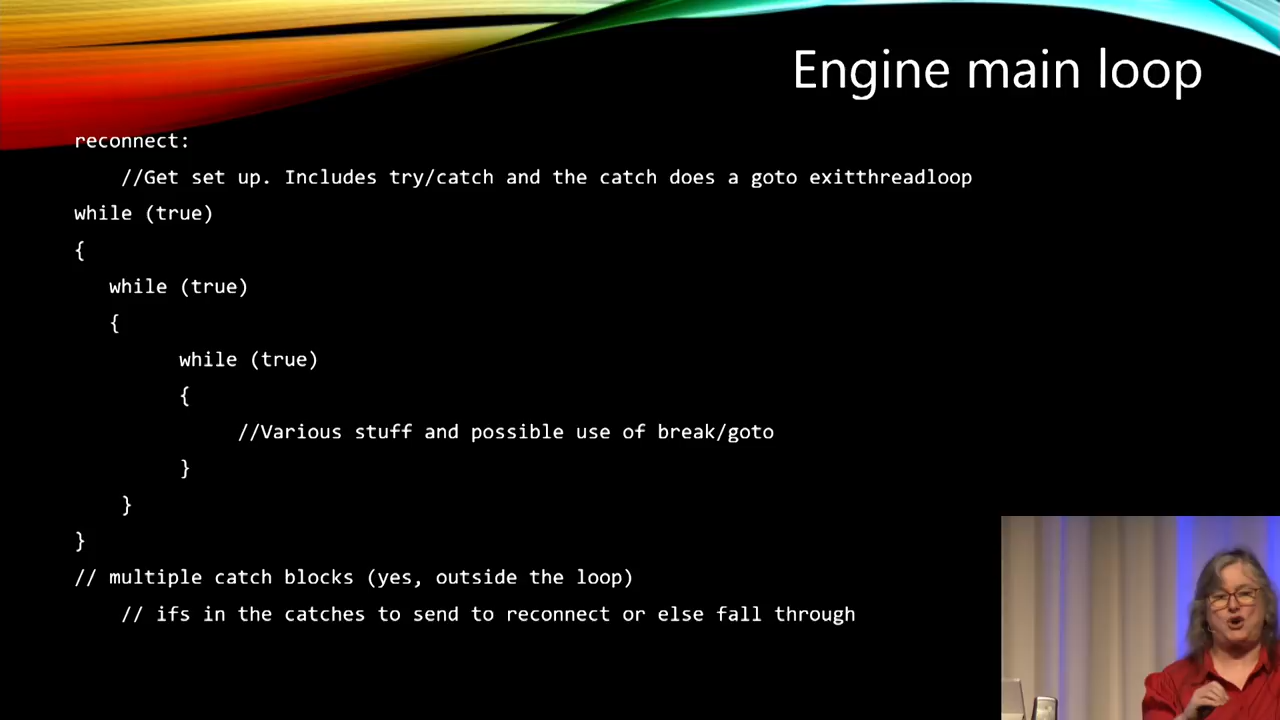 Engine main loop
reconnect:
//Get set up. Includes try/catch and the catch does a goto exitthreadloop
while (true)
{
while (true)
{
while (true)
{
//Various stuff and possible use of break/goto
}
}
}
// multiple catch blocks (yes, outside the loop)
// ifs in the catches to send to reconnect or else fall through